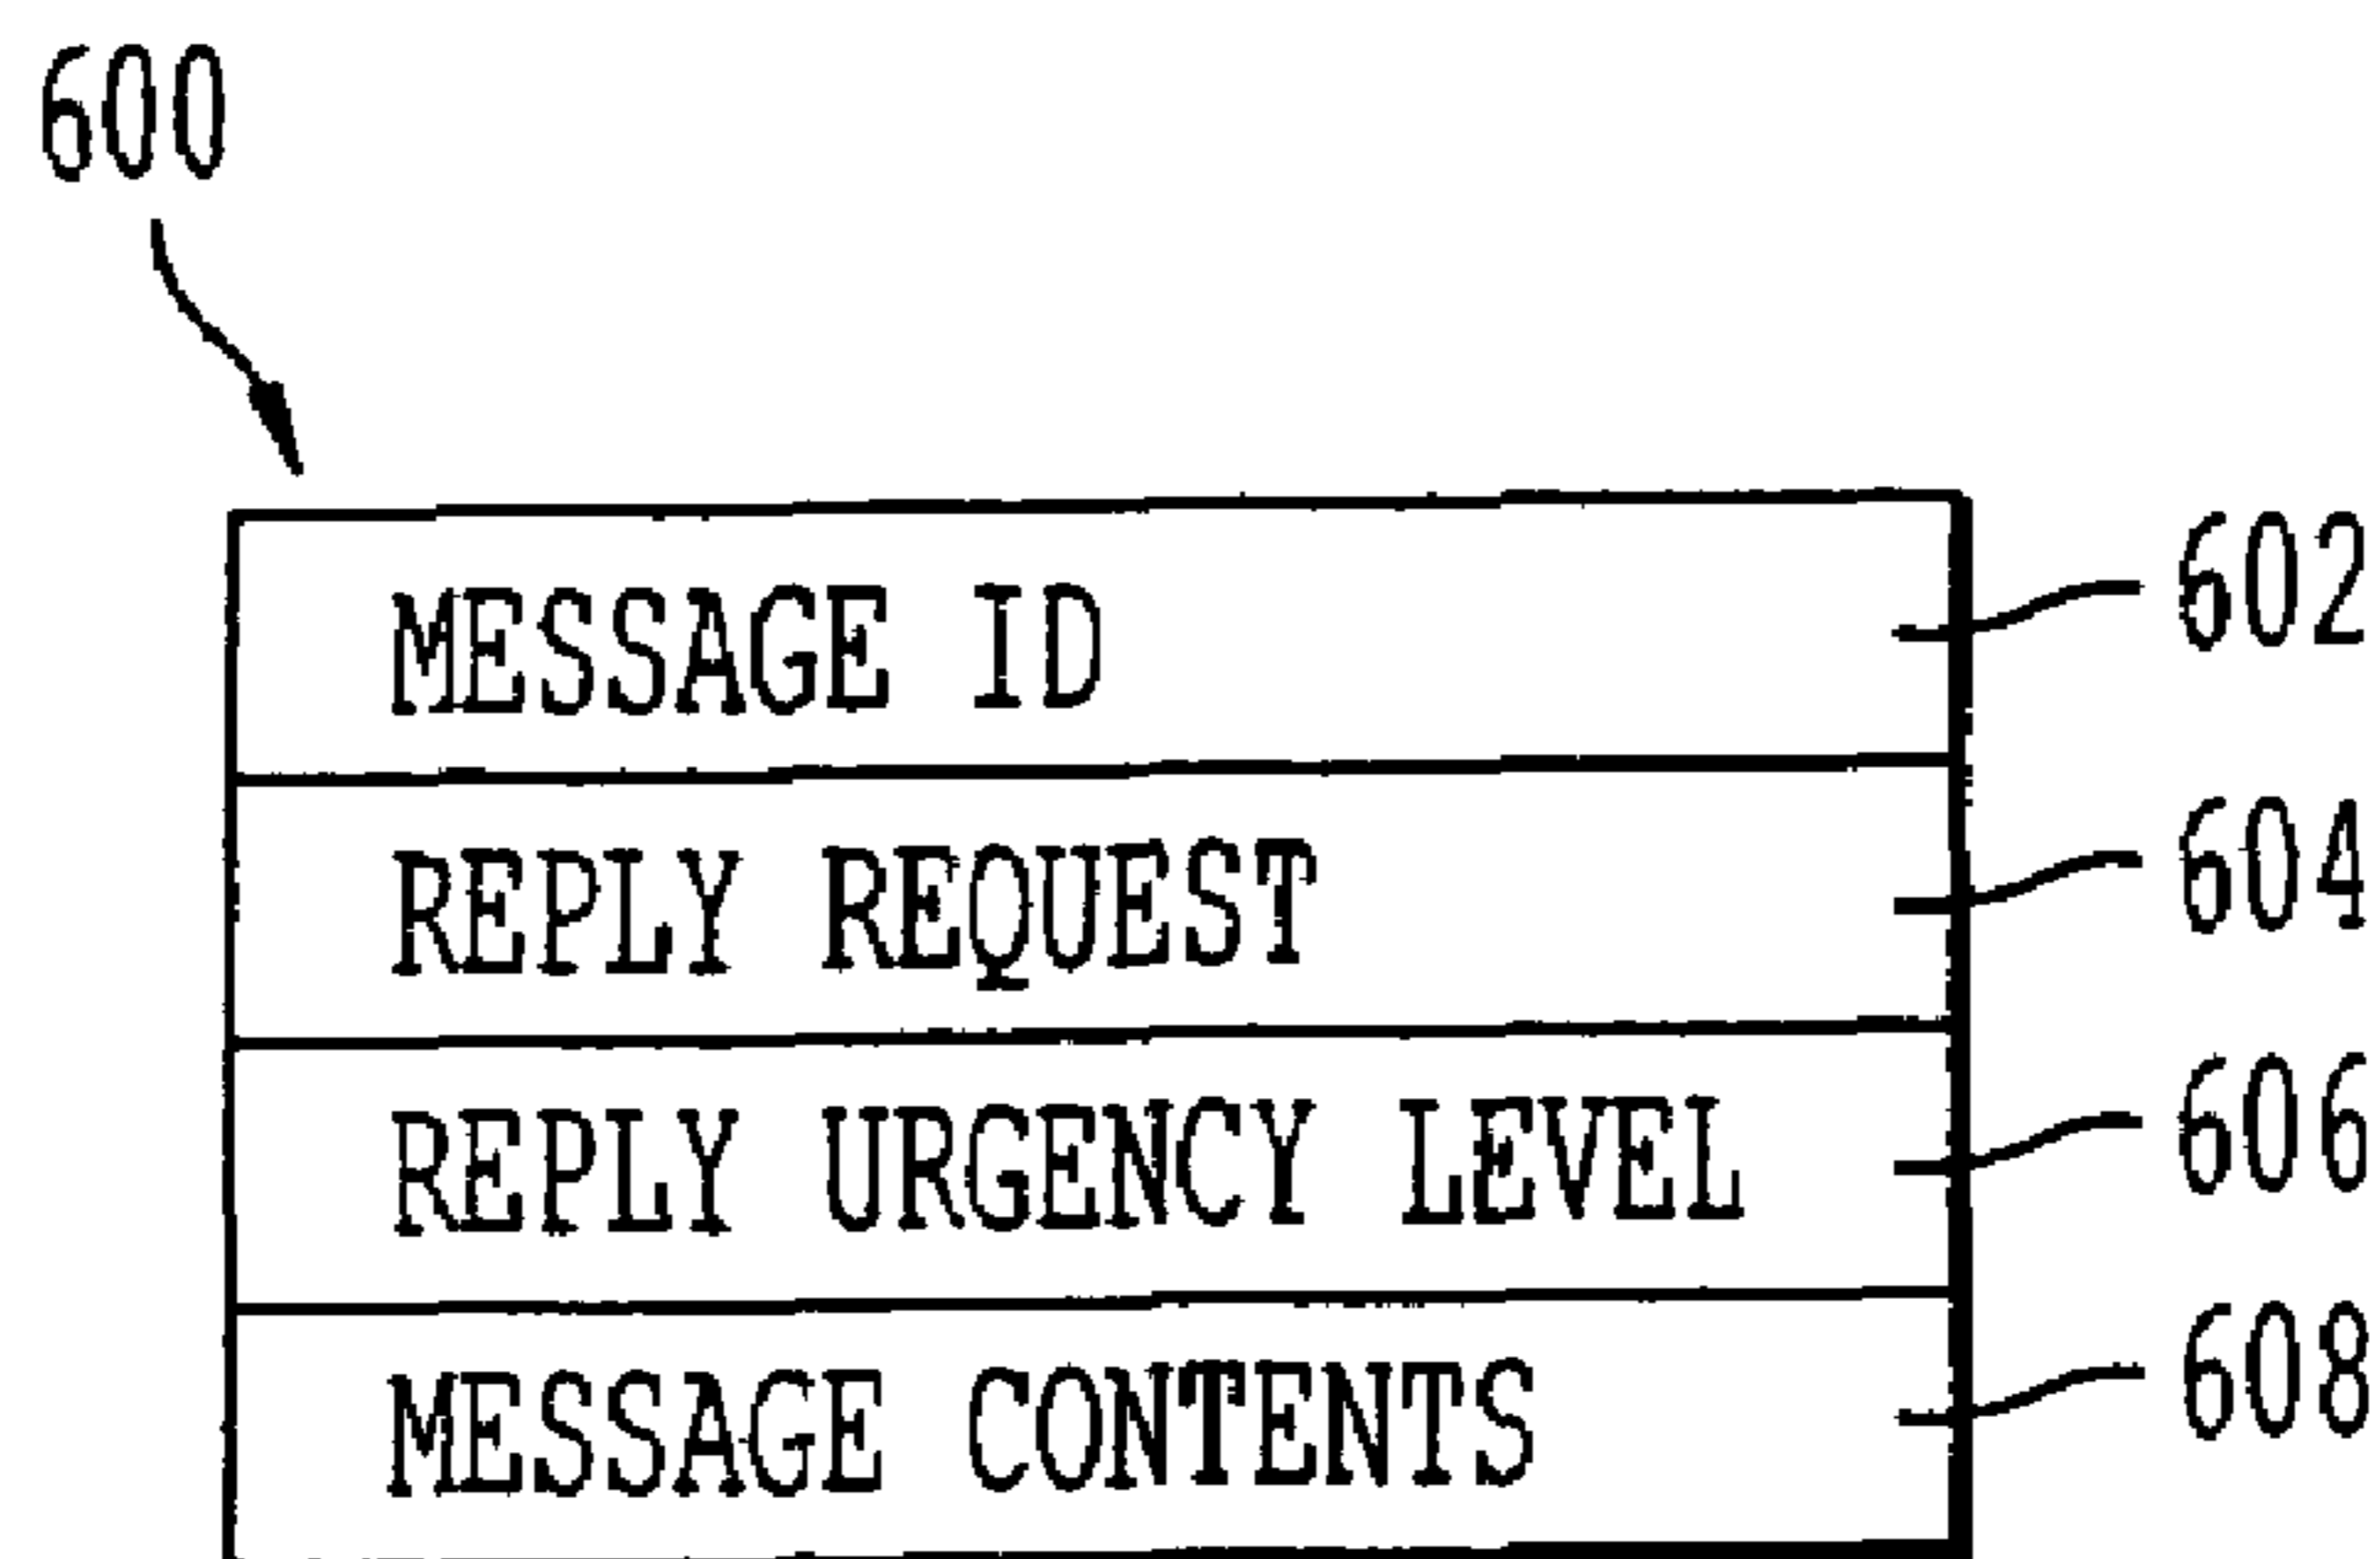 600
MESSAGE ID 602
REPLY REQUEST 604
REPLY URGENCY LEVEL 606
MESSAGE CONTENTS 608